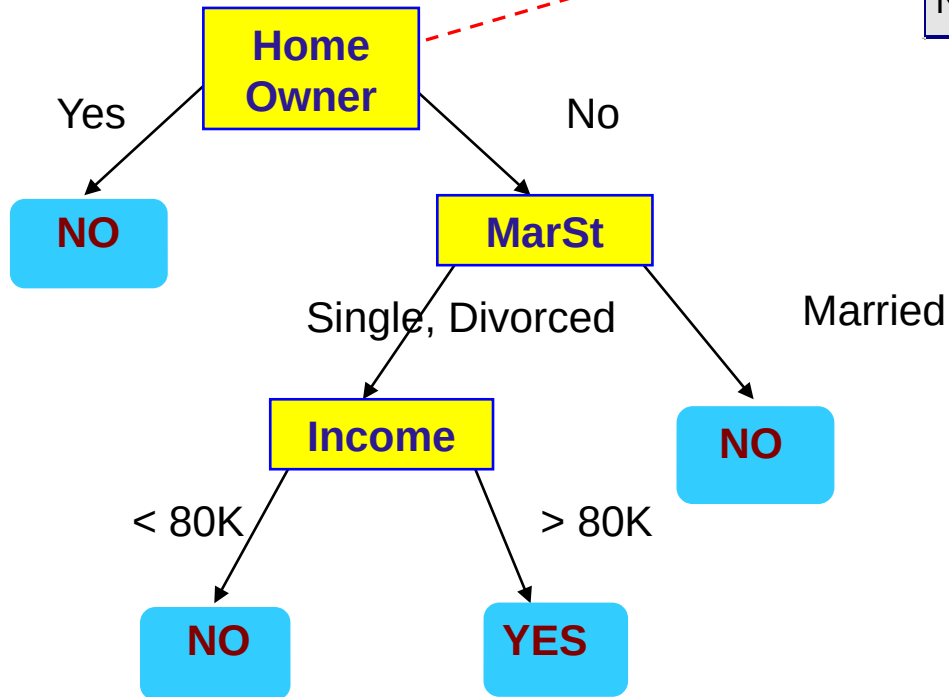 Home
Owner
Yes
No
NO
MarSt
Single, Divorced
Married
Income
NO
< 80K
> 80K
NO
YES